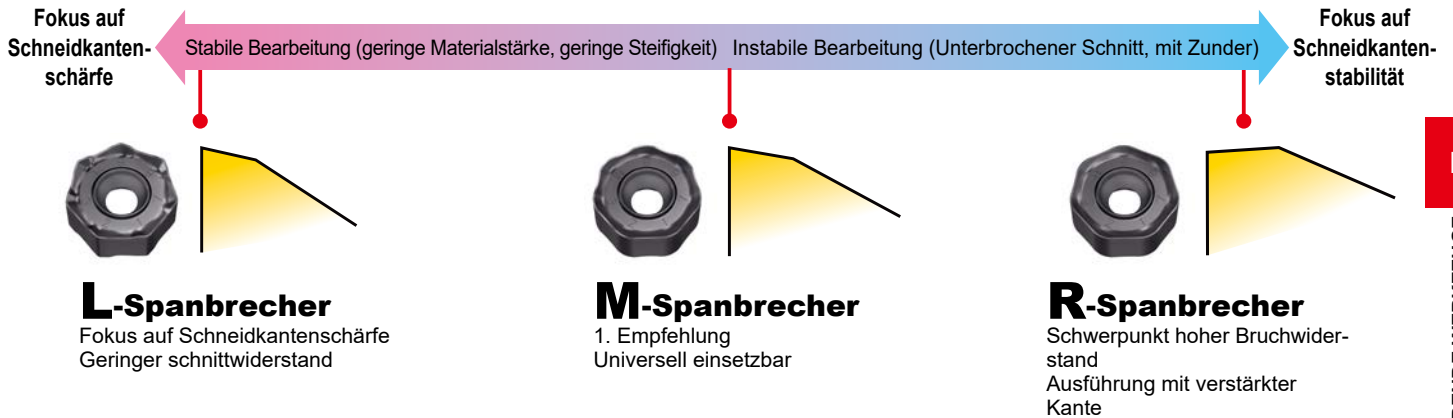 Fokus auf
Schneidkanten-
schärfe
Stabile Bearbeitung (geringe Materialstärke, geringe Steifigkeit) Instabile Bearbeitung (Unterbrochener Schnitt, mit Zunder)
Fokus auf
Schneidkanten-
stabilität
L-Spanbrecher
Fokus auf Schneidkantenschärfe
Geringer schnittwiderstand
M-Spanbrecher
1. Empfehlung
Universell einsetzbar
R-Spanbrecher
Schwerpunkt hoher Bruchwider-
stand
Ausführung mit verstärkter
Kante